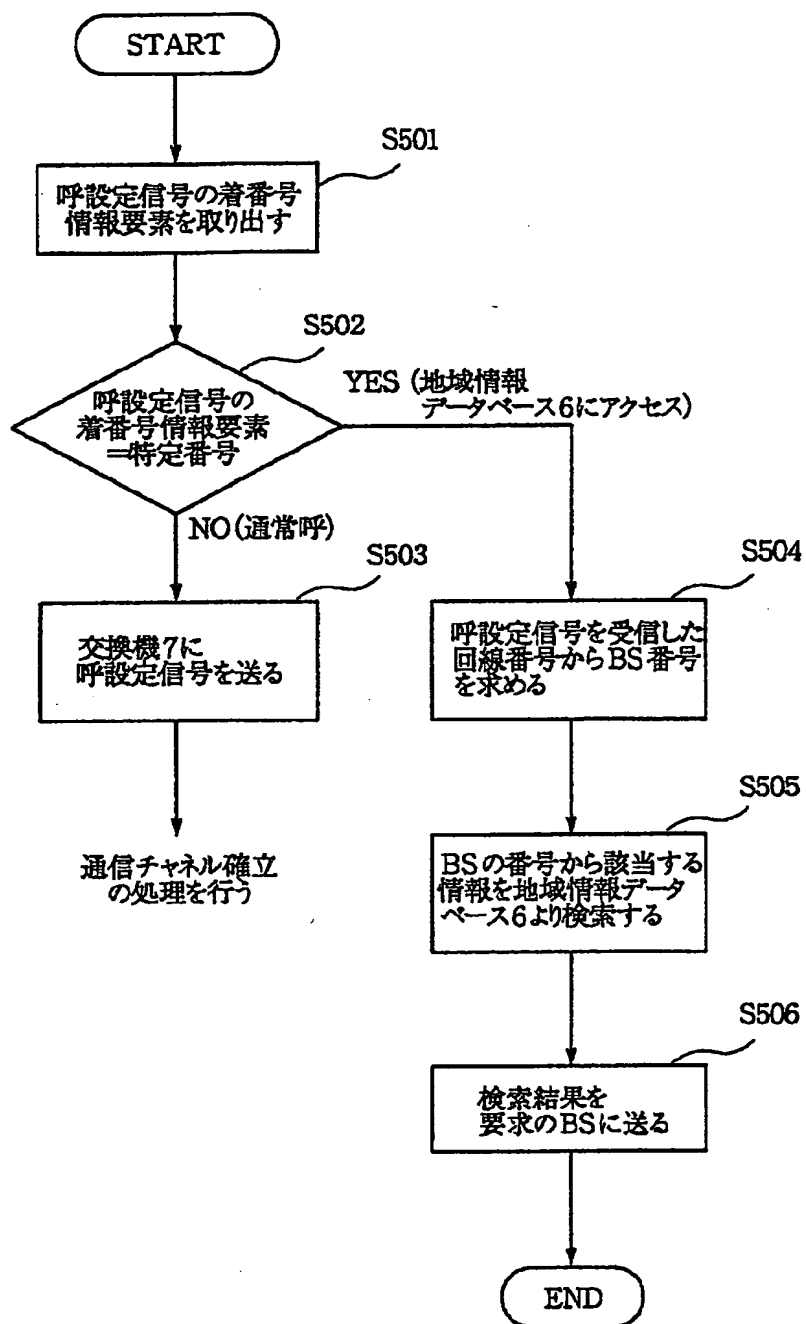 START
S501
呼設定信号の着番号
情報要素を取り出す
S502
呼設定信号の
着番号情報要素
=特定番号
YES (地域情報
データベース6にアクセス)
NO (通常呼)
S503
交換機7に
呼設定信号を送る
通信チャネル確立
の処理を行う
S504
呼設定信号を受信した
回線番号からBS番号
を求める
S505
BSの番号から該当する
情報を地域情報データ
ベース6より検索する
S506
検索結果を
要求のBSに送る
END